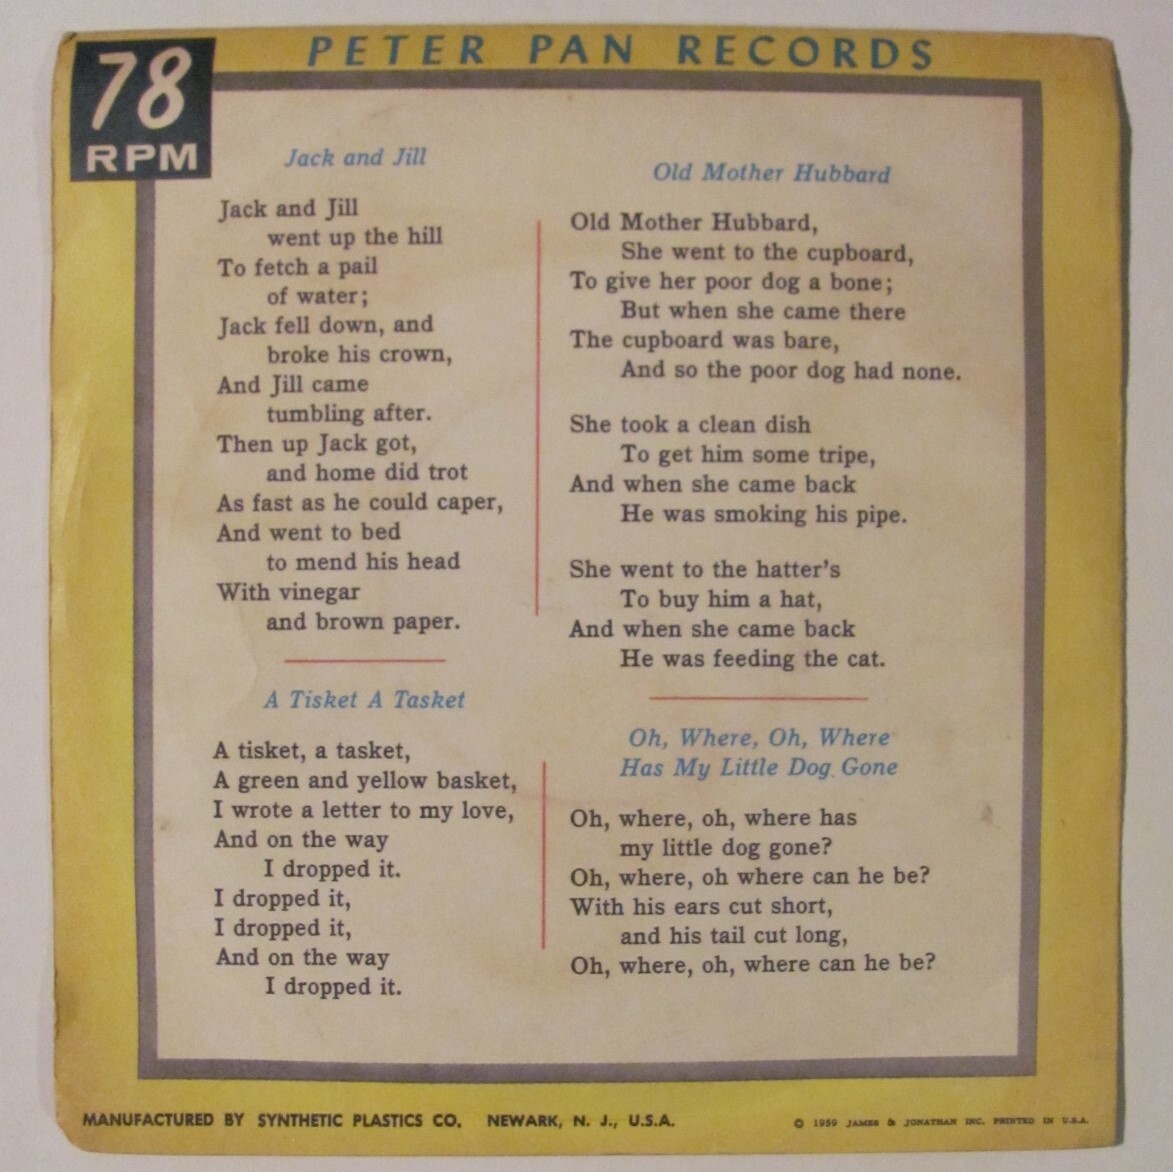 78
RPM
PETER PAN RECORDS
Jack and Jill
Jack and Jill
went up the hill
To fetch a pail
of water;
Jack fell down, and
broke his crown,
And Jill came
tumbling after.
Then up Jack got,
and home did trot
As fast as he could caper,
And went to bed
to mend his head
With vinegar
and brown paper.
A Tisket A Tasket
A tisket, a tasket,
A green and yellow basket,
I wrote a letter to my love,
And on the way
I dropped it.
I dropped it,
I dropped it,
And on the way
I dropped it.
Old Mother Hubbard
Old Mother Hubbard,
She went to the cupboard,
To give her poor dog a bone;
But when she came there
The cupboard was bare,
And so the poor dog had none.
She took a clean dish
To get him some tripe,
And when she came back
He was smoking his pipe.
She went to the hatter's
To buy him a hat,
And when she came back
He was feeding the cat.
Oh, Where, Oh, Where
Has My Little Dog Gone
Oh, where, oh, where has
my little dog gone?
Oh, where, oh where can he be?
With his ears cut short,
and his tail cut long,
Oh, where, oh, where can he be?
MANUFACTURED BY SYNTHETIC PLASTICS CO. NEWARK, N. J., U.S.A.
© 1959 JAMES & JONATHAN INC. PRINTED IN U.S.A.